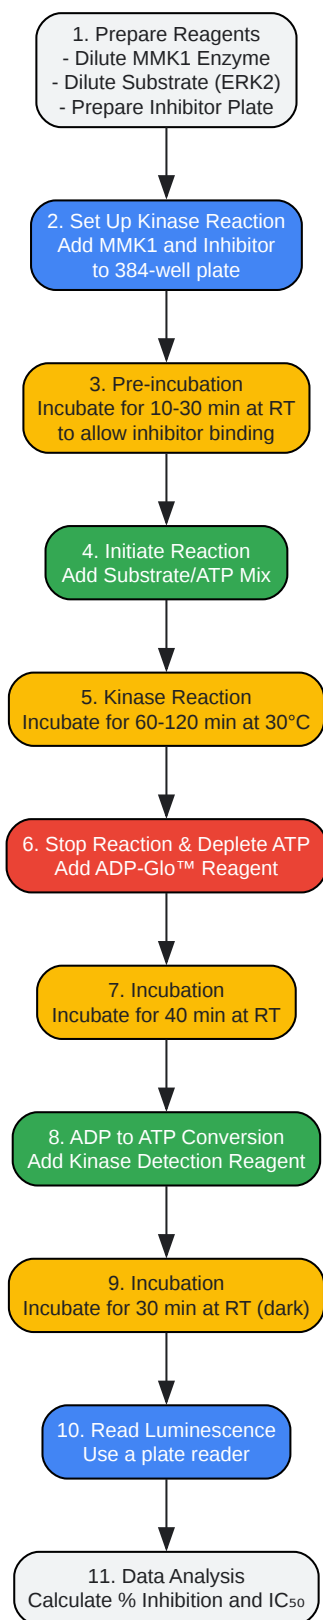 1. Prepare Reagents
- Dilute MMK1 Enzyme
- Dilute Substrate (ERK2)
- Prepare Inhibitor Plate
2. Set Up Kinase Reaction
Add MMK1 and Inhibitor
to 384-well plate
3. Pre-incubation
Incubate for 10-30 min at RT
to allow inhibitor binding
4. Initiate Reaction
Add Substrate/ATP Mix
5. Kinase Reaction
Incubate for 60-120 min at 30°C
6. Stop Reaction & Deplete ATP
Add ADP-Glo™ Reagent
7. Incubation
Incubate for 40 min at RT
8. ADP to ATP Conversion
Add Kinase Detection Reagent
9. Incubation
Incubate for 30 min at RT (dark)
10. Read Luminescence
Use a plate reader
11. Data Analysis
Calculate % Inhibition and IC₅₀